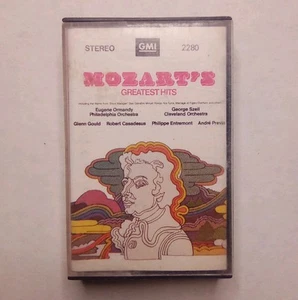 STEREO GMI 2280
MOZART'S
GREATEST HITS
Eugene Ormandy George Szell
Philadelphia Orchestra Cleveland Orchestra
Glenn Gould Robert Casadesus Philippe Entremont André Previn